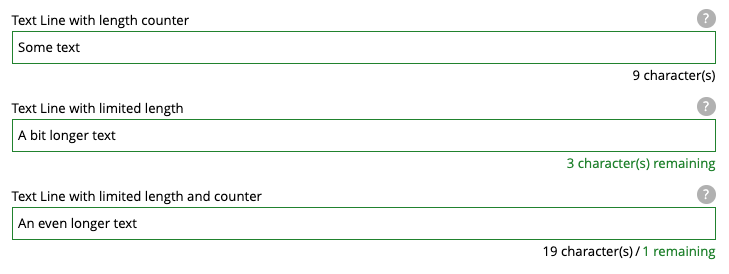 Text Line with length counter ?
Some text
9 character(s)
Text Line with limited length ?
A bit longer text
3 character(s) remaining
Text Line with limited length and counter ?
An even longer text
19 character(s) / 1 remaining